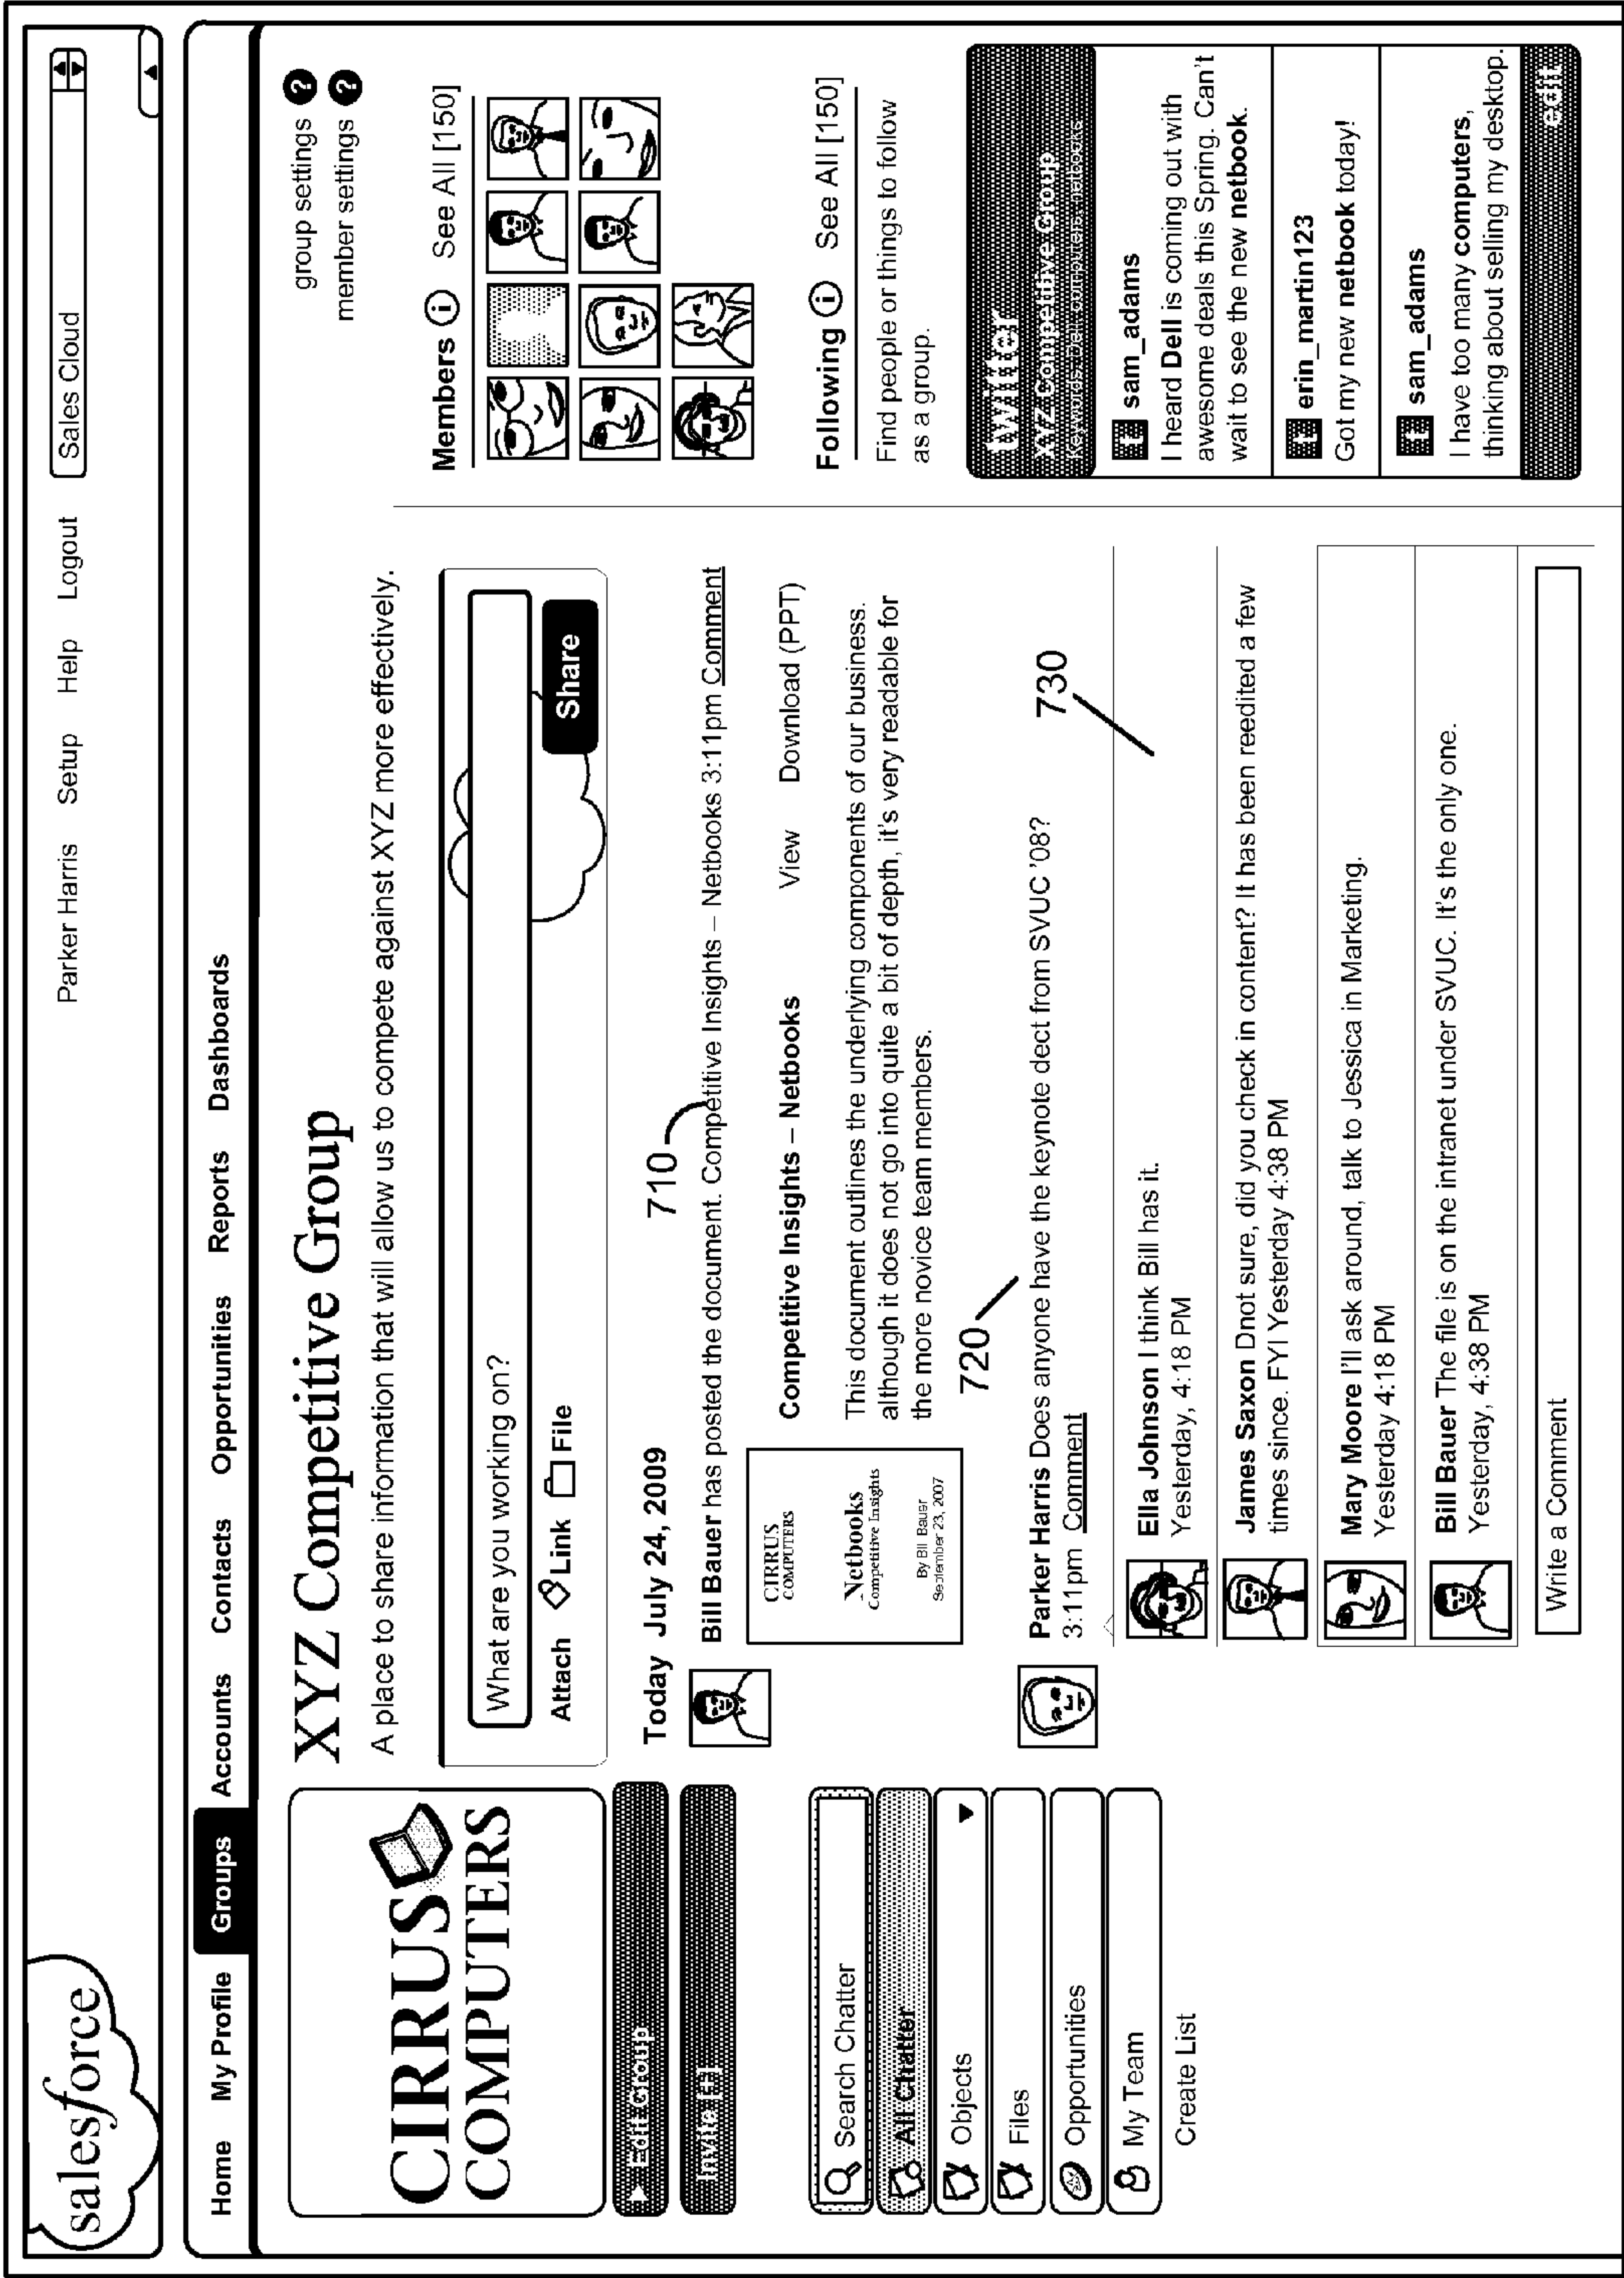 salesforce
Parker Harris Setup Help Logout
Sales Cloud
Home My Profile Groups Accounts Contacts Opportunities Reports Dashboards
CIRRUS
COMPUTERS
Edit Group
Search Chatter
All Chatter
Objects
Files
Opportunities
My Team
Create List
XYZ Competitive Group
A place to share information that will allow us to compete against XYZ more effectively.
What are you working on?
Attach Link File
Share
Today July 24, 2009
710
Bill Bauer has posted the document. Competitive Insights – Netbooks 3:11pm Comment
CIRRUS
COMPUTERS
Netbooks
Competitive Insights
By Bill Bauer
September 23, 2007
Competitive Insights – Netbooks View Download (PPT)
This document outlines the underlying components of our business.
although it does not go into quite a bit of depth, it's very readable for
the more novice team members.
720
730
Parker Harris Does anyone have the keynote dect from SVUC '08?
3:11pm Comment
Ella Johnson I think Bill has it.
Yesterday, 4:18 PM
James Saxon Dnot sure, did you check in content? It has been reedited a few
times since. FYI Yesterday 4:38 PM
Mary Moore I'll ask around, talk to Jessica in Marketing.
Yesterday 4:18 PM
Bill Bauer The file is on the intranet under SVUC. It's the only one.
Yesterday, 4:38 PM
Write a Comment
group settings ?
member settings ?
Members i See All [150]
Following i See All [150]
Find people or things to follow
as a group.
twitter
XYZ Competitive Group
Keywords: Dell, computers, netbooks
t sam_adams
I heard Dell is coming out with
awesome deals this Spring. Can't
wait to see the new netbook.
t erin_martin123
Got my new netbook today!
t sam_adams
I have too many computers,
thinking about selling my desktop.
edit